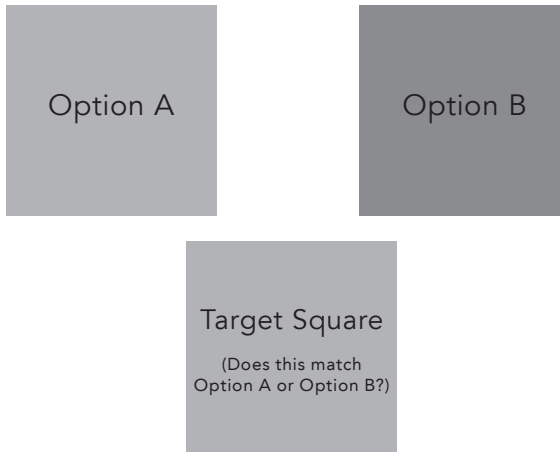 Option A
Option B
Target Square
(Does this match
Option A or Option B?)